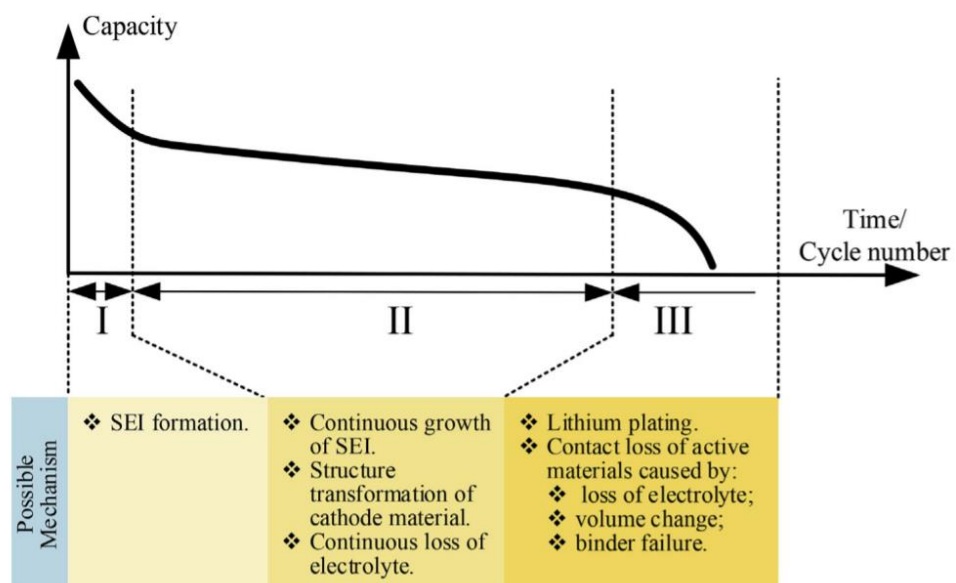 Capacity
Time/
Cycle number
I
II
III
Possible
Mechanism
❖ SEI formation.
❖ Continuous growth
of SEI.
❖ Structure
transformation of
cathode material.
❖ Continuous loss of
electrolyte.
❖ Lithium plating.
❖ Contact loss of active
materials caused by:
❖ loss of electrolyte;
❖ volume change;
❖ binder failure.